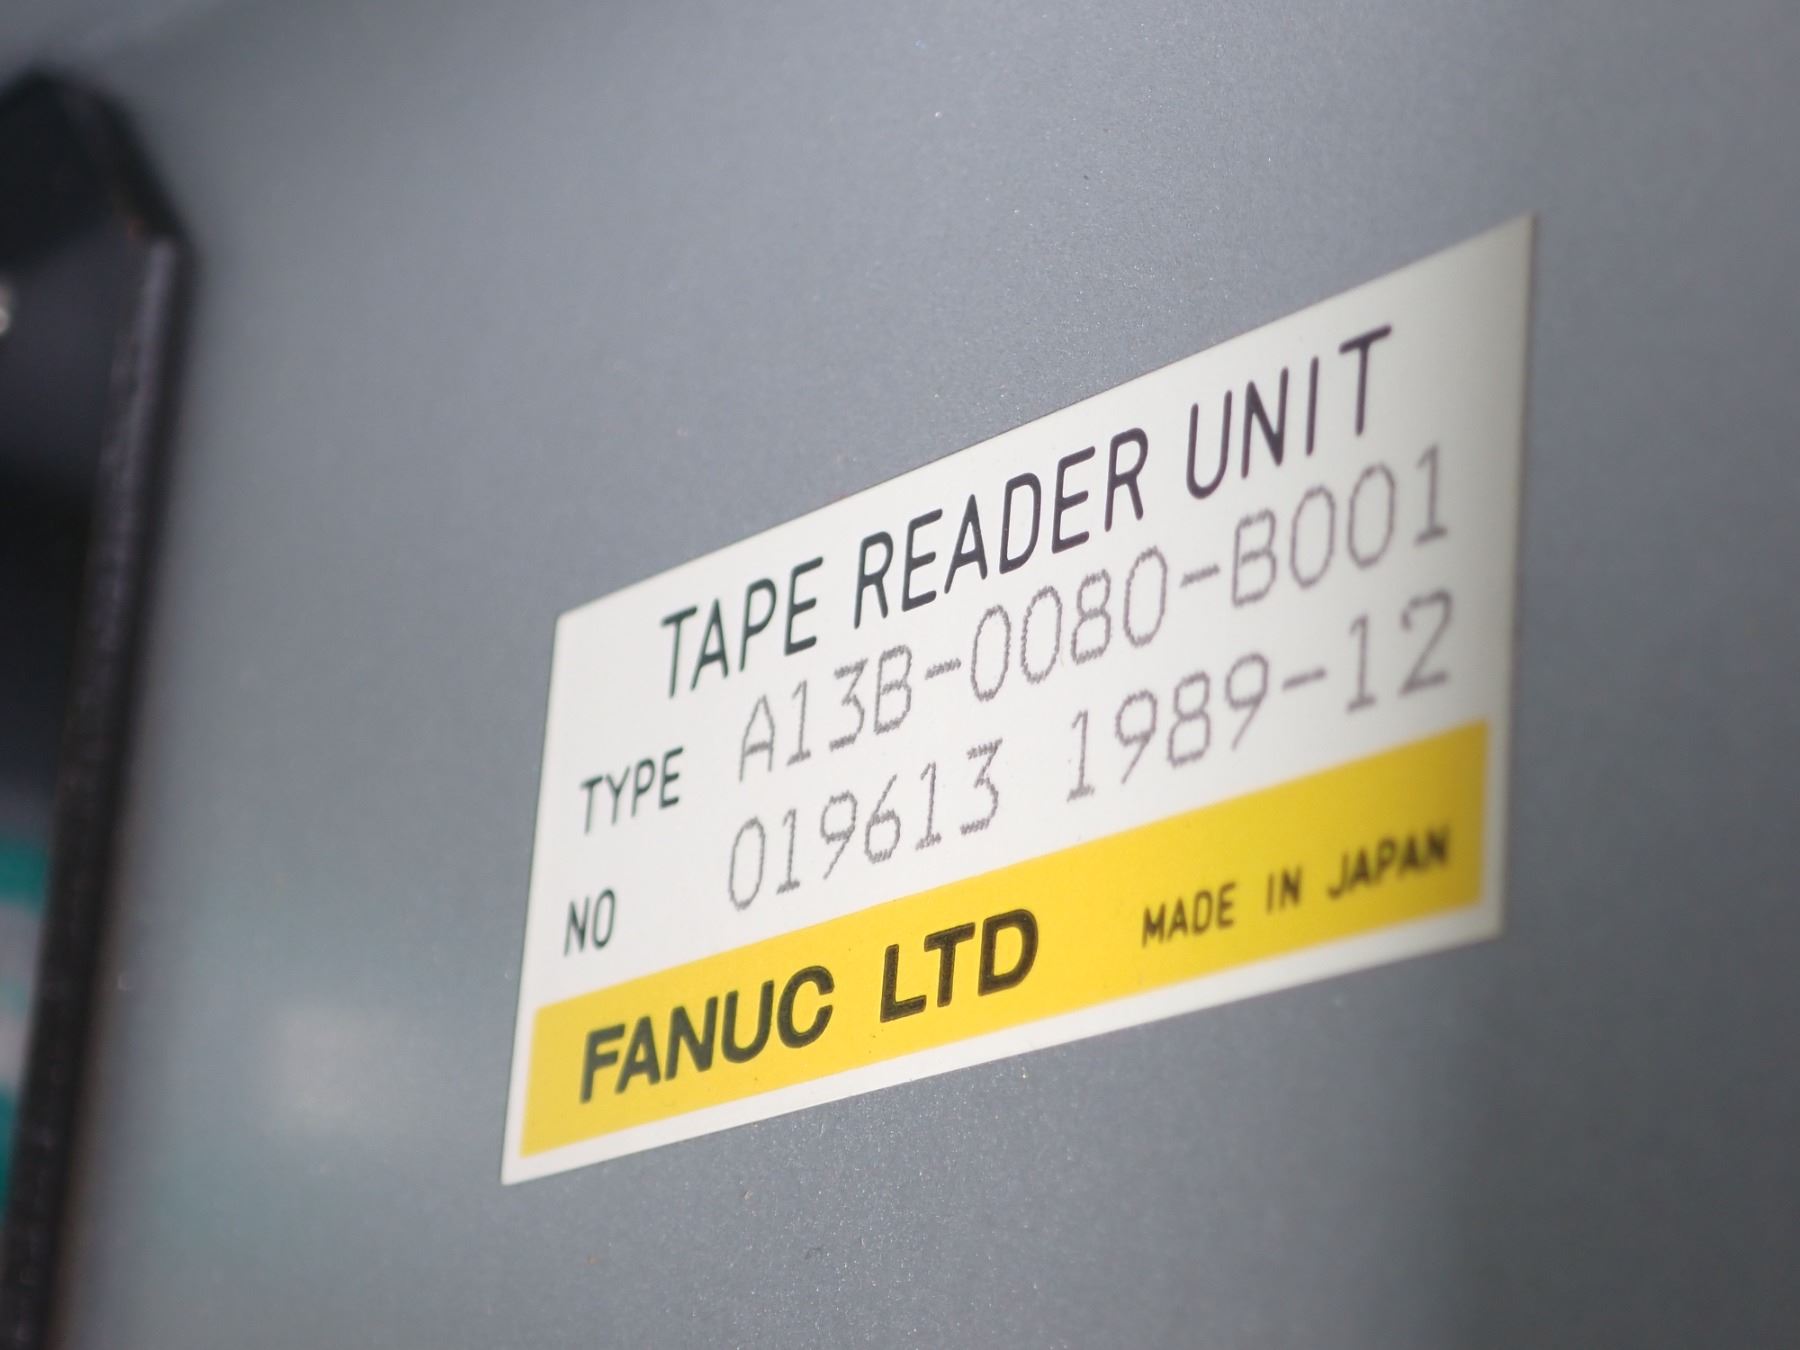 TAPE READER UNIT
TYPE A13B-0080-B001
NO 019613 1989-12
FANUC LTD MADE IN JAPAN